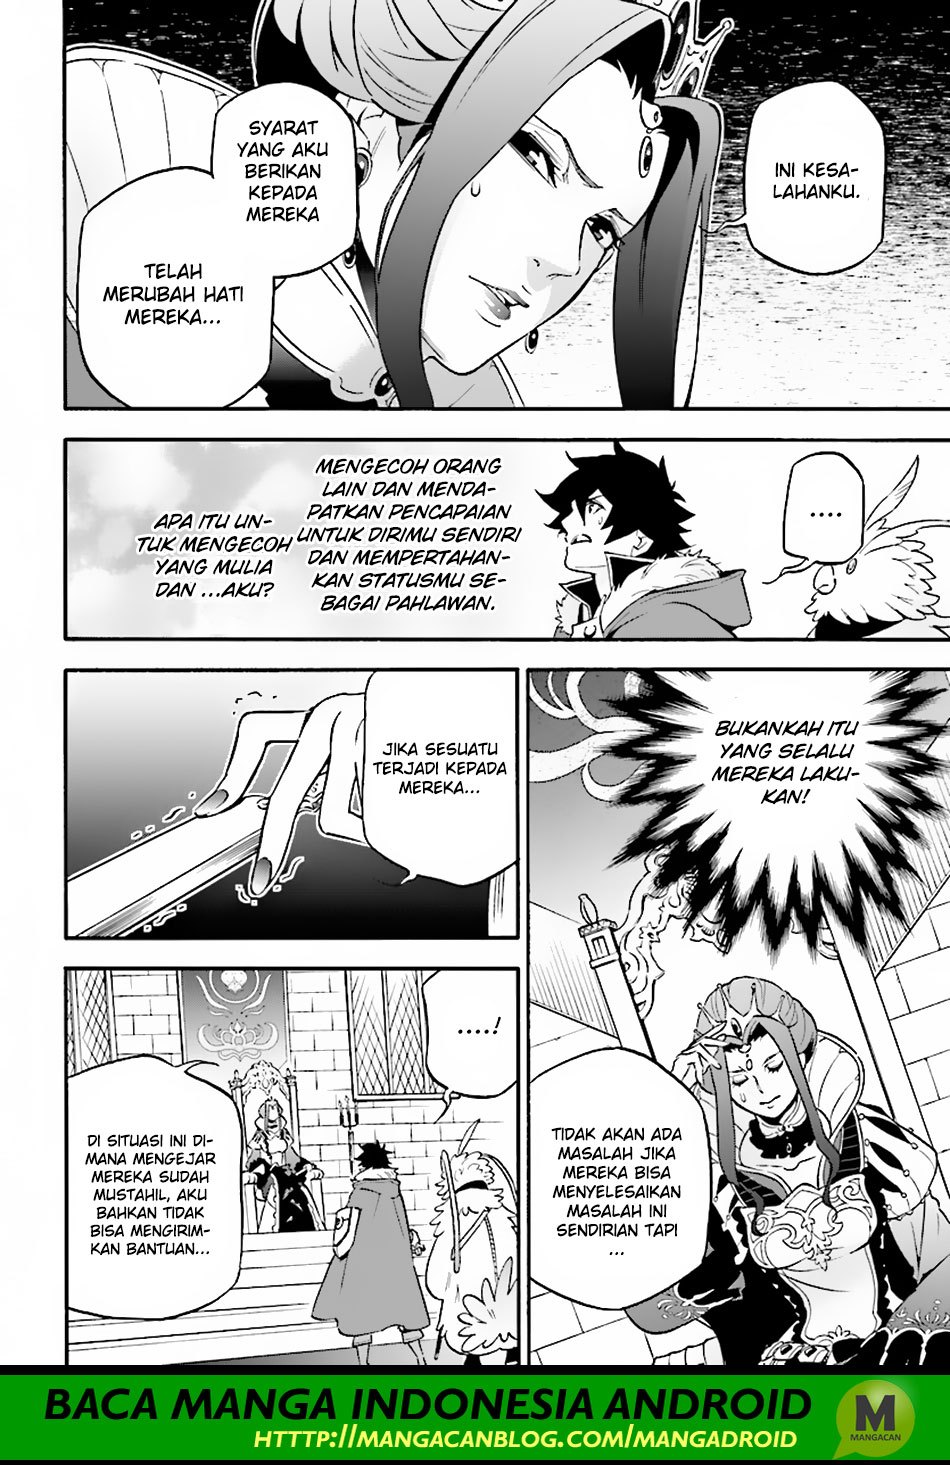 INI KESA-
LAHANKU.
SYARAT
YANG AKU
BERIKAN
KEPADA
MEREKA
TELAH
MERUBAH HATI
MEREKA...
....
MENGECOH ORANG
LAIN DAN MENDA-
PATKAN PENCAPAIAN
UNTUK DIRIMU SENDIRI
DAN MEMPERTAHAN-
KAN STATUSMU SE-
BAGAI PAHLAWAN.
APA ITU UN-
TUK MENGECOH
YANG MULIA
DAN ...AKU?
BUKANKAH ITU
YANG SELALU
MEREKA LAKU-
KAN!
TIDAK AKAN ADA
MASALAH JIKA
MEREKA BISA
MENYELESAIKAN
MASALAH INI
SENDIRIAN TAPI
...
JIKA SESUATU
TERJADI KEPADA
MEREKA...
....!
DI SITUASI INI DI-
MANA MENGEJAR
MEREKA SUDAH
MUSTAHIL, AKU
BAHKAN TIDAK
BISA MENGIRIM-
KAN BANTUAN...
BACA MANGA INDONESIA ANDROID
HTTTP://MANGACANBLOG.COM/MANGADROID
M
MANGACAN